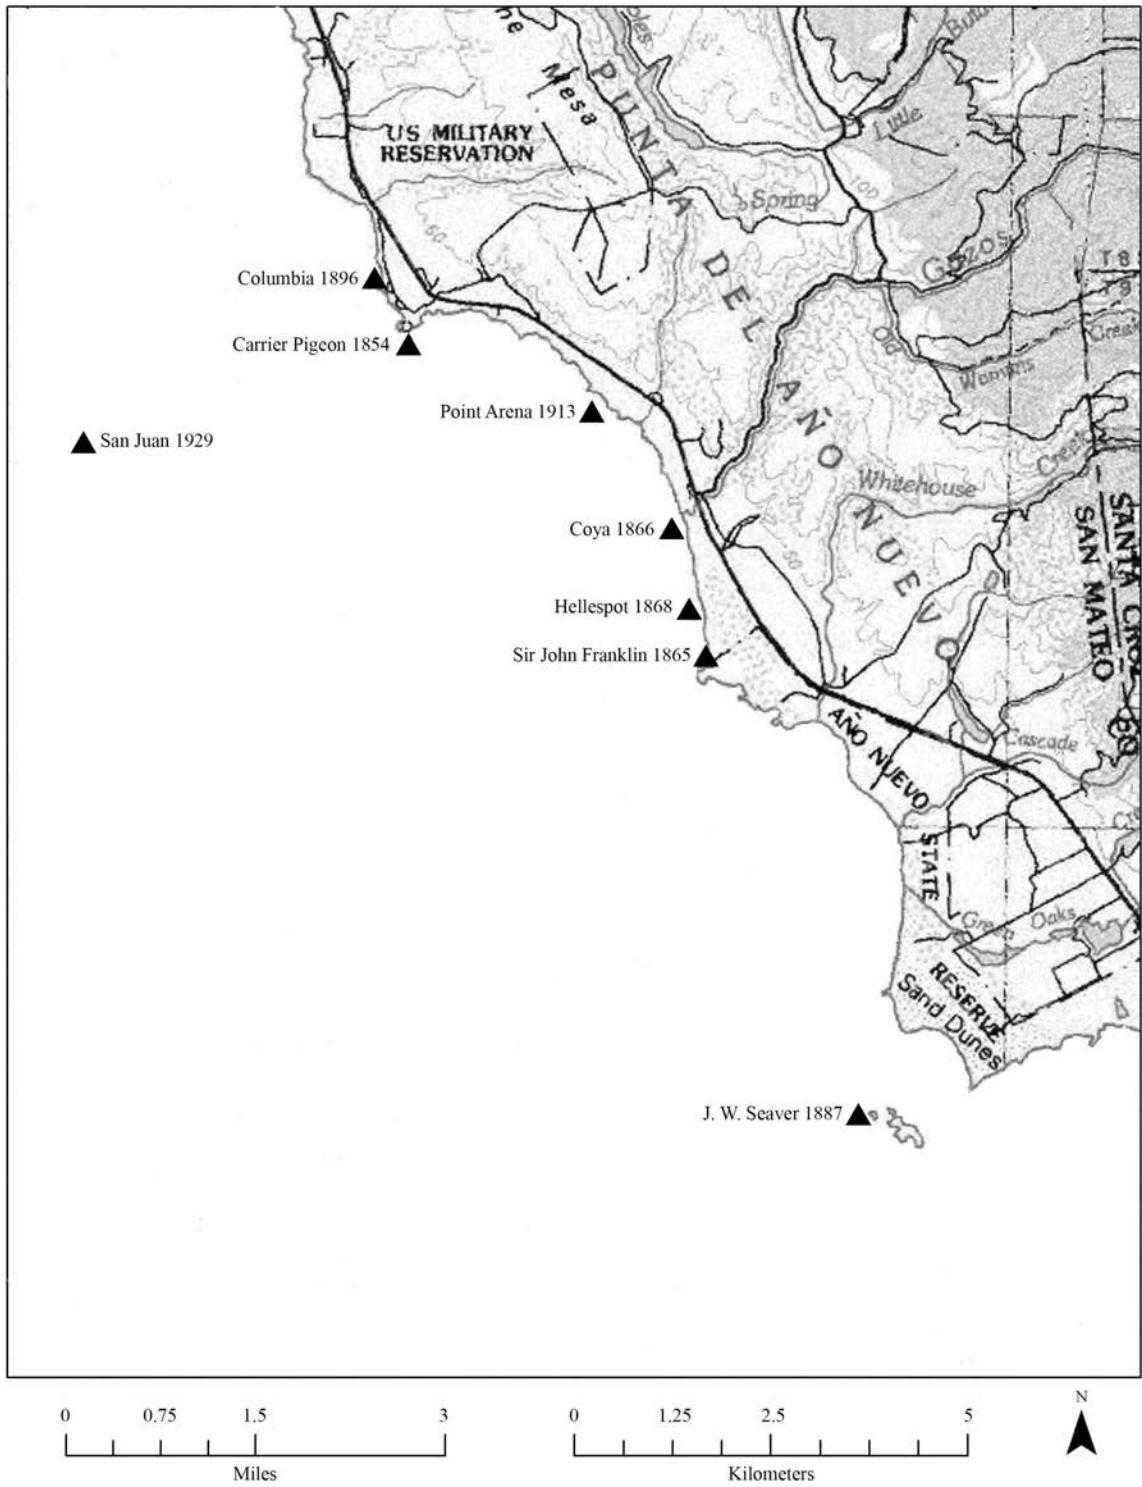 Mesa
US MILITARY
RESERVATION
Little
PUNTA DEL AÑO NUEVO
Spring
100
60
Gazos
T 8
Columbia 1896
Carrier Pigeon 1854
Old
Womans
Creek
Point Arena 1913
San Juan 1929
Creek
Whitehouse
SANTA CRUZ CO
SAN MATEO
Coya 1866
Hellespot 1868
Sir John Franklin 1865
AÑO NUEVO
STATE
RESERVE
Cascade
Green Oaks
Sand Dunes
J. W. Seaver 1887
0 0.75 1.5 3
Miles
0 1.25 2.5 5
Kilometers
N